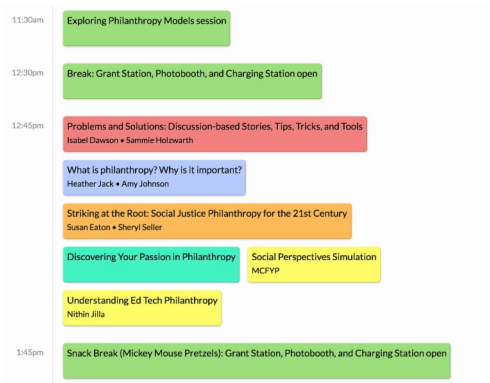 11:30am
Exploring Philanthropy Models session
12:30pm
Break: Grant Station, Photobooth, and Charging Station open
12:45pm
Problems and Solutions: Discussion-based Stories, Tips, Tricks, and Tools
Isabel Dawson • Sammie Holzwarth
What is philanthropy? Why is it important?
Heather Jack • Amy Johnson
Striking at the Root: Social Justice Philanthropy for the 21st Century
Susan Eaton • Sheryl Seller
Discovering Your Passion in Philanthropy
Social Perspectives Simulation
MCFYP
Understanding Ed Tech Philanthropy
Nithin Jilla
1:45pm
Snack Break (Mickey Mouse Pretzels): Grant Station, Photobooth, and Charging Station open